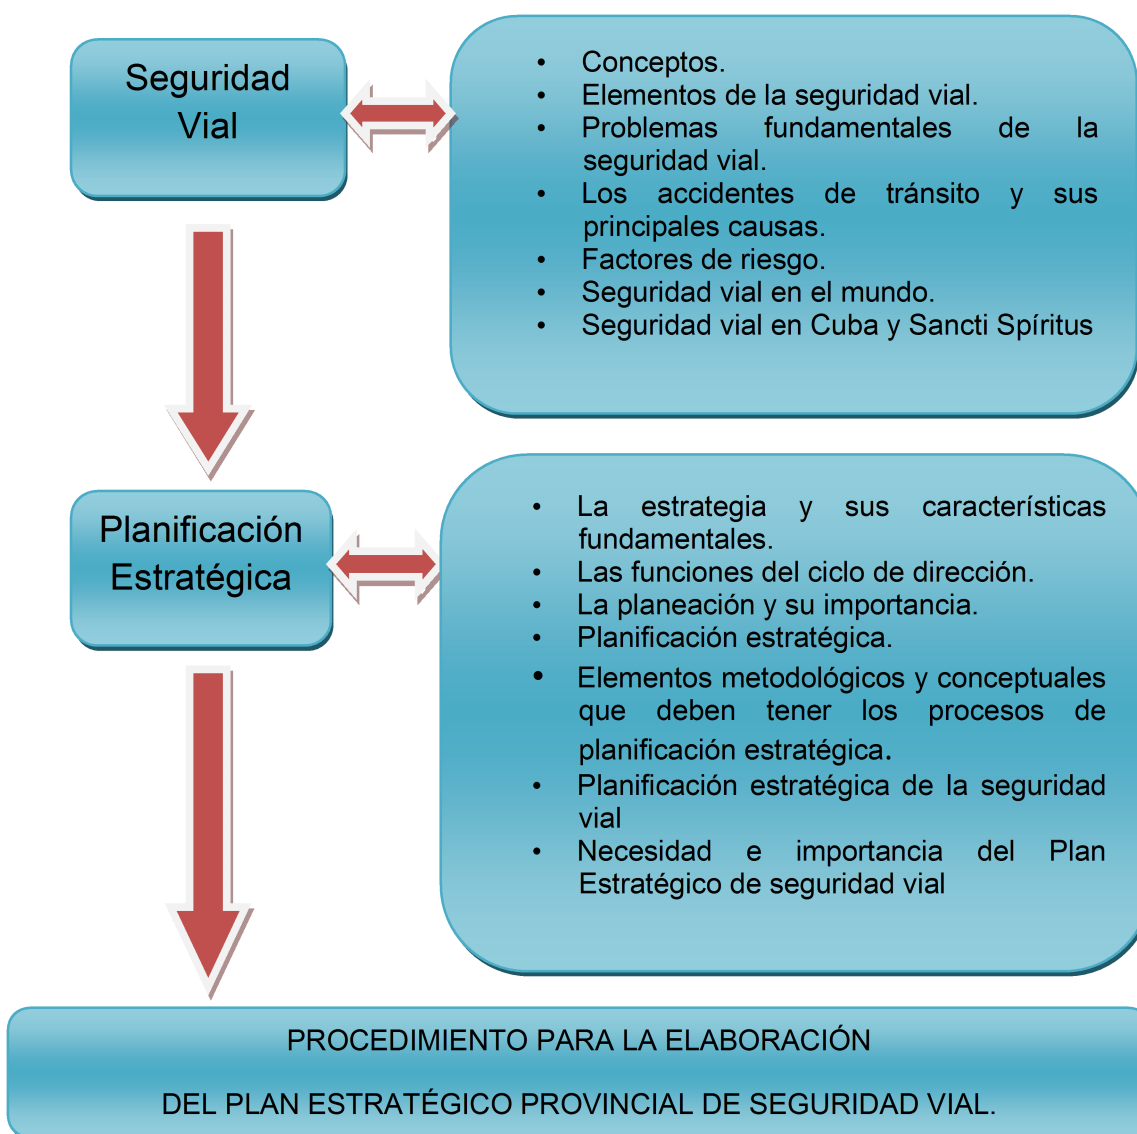 Seguridad
Vial
• Conceptos.
• Elementos de la seguridad vial.
• Problemas fundamentales de la
seguridad vial.
• Los accidentes de tránsito y sus
principales causas.
• Factores de riesgo.
• Seguridad vial en el mundo.
• Seguridad vial en Cuba y Sancti Spíritus
Planificación
Estratégica
• La estrategia y sus características
fundamentales.
• Las funciones del ciclo de dirección.
• La planeación y su importancia.
• Planificación estratégica.
• Elementos metodológicos y conceptuales
que deben tener los procesos de
planificación estratégica.
• Planificación estratégica de la seguridad
vial
• Necesidad e importancia del Plan
Estratégico de seguridad vial
PROCEDIMIENTO PARA LA ELABORACIÓN
DEL PLAN ESTRATÉGICO PROVINCIAL DE SEGURIDAD VIAL.